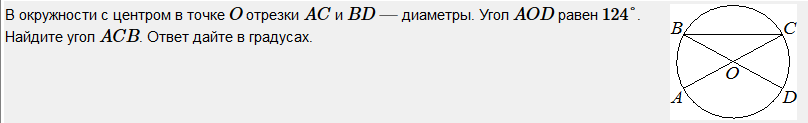 В окружности с центром в точке O отрезки AC и BD — диаметры. Угол AOD равен 124°.
Найдите угол ACB. Ответ дайте в градусах.
B C
O
A D